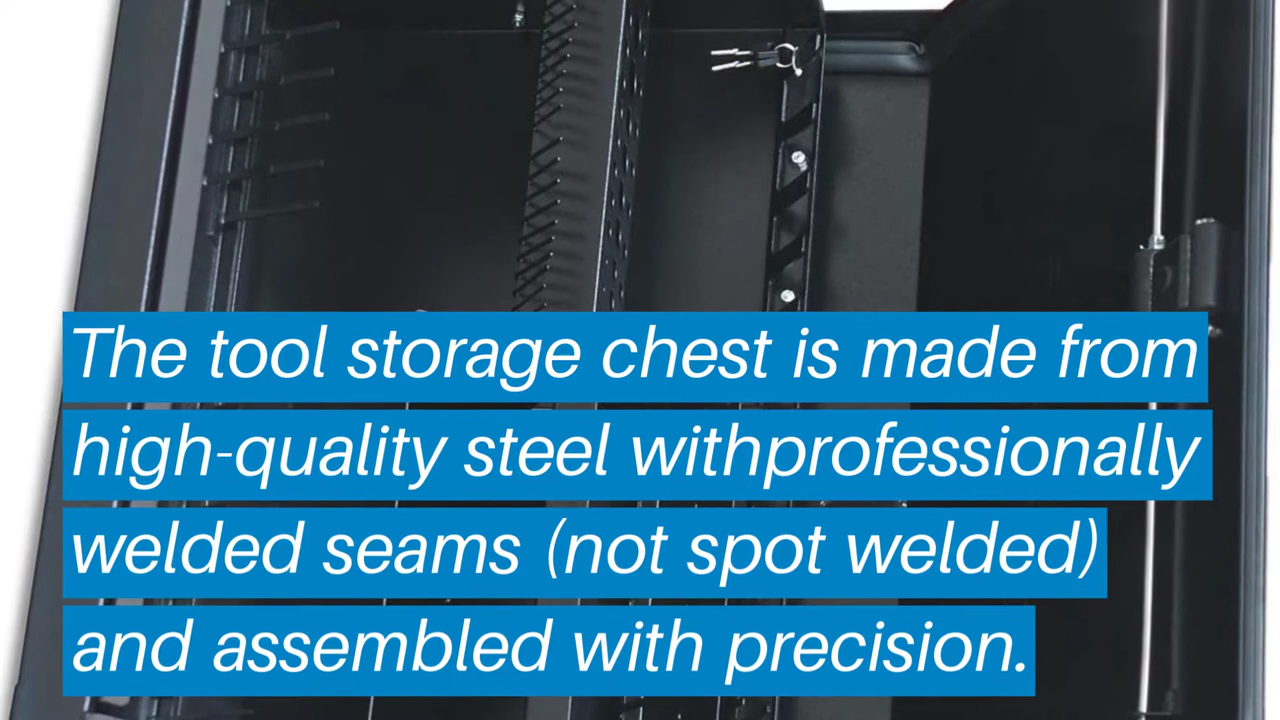 The tool storage chest is made from
high-quality steel withprofessionally
welded seams (not spot welded)
and assembled with precision.